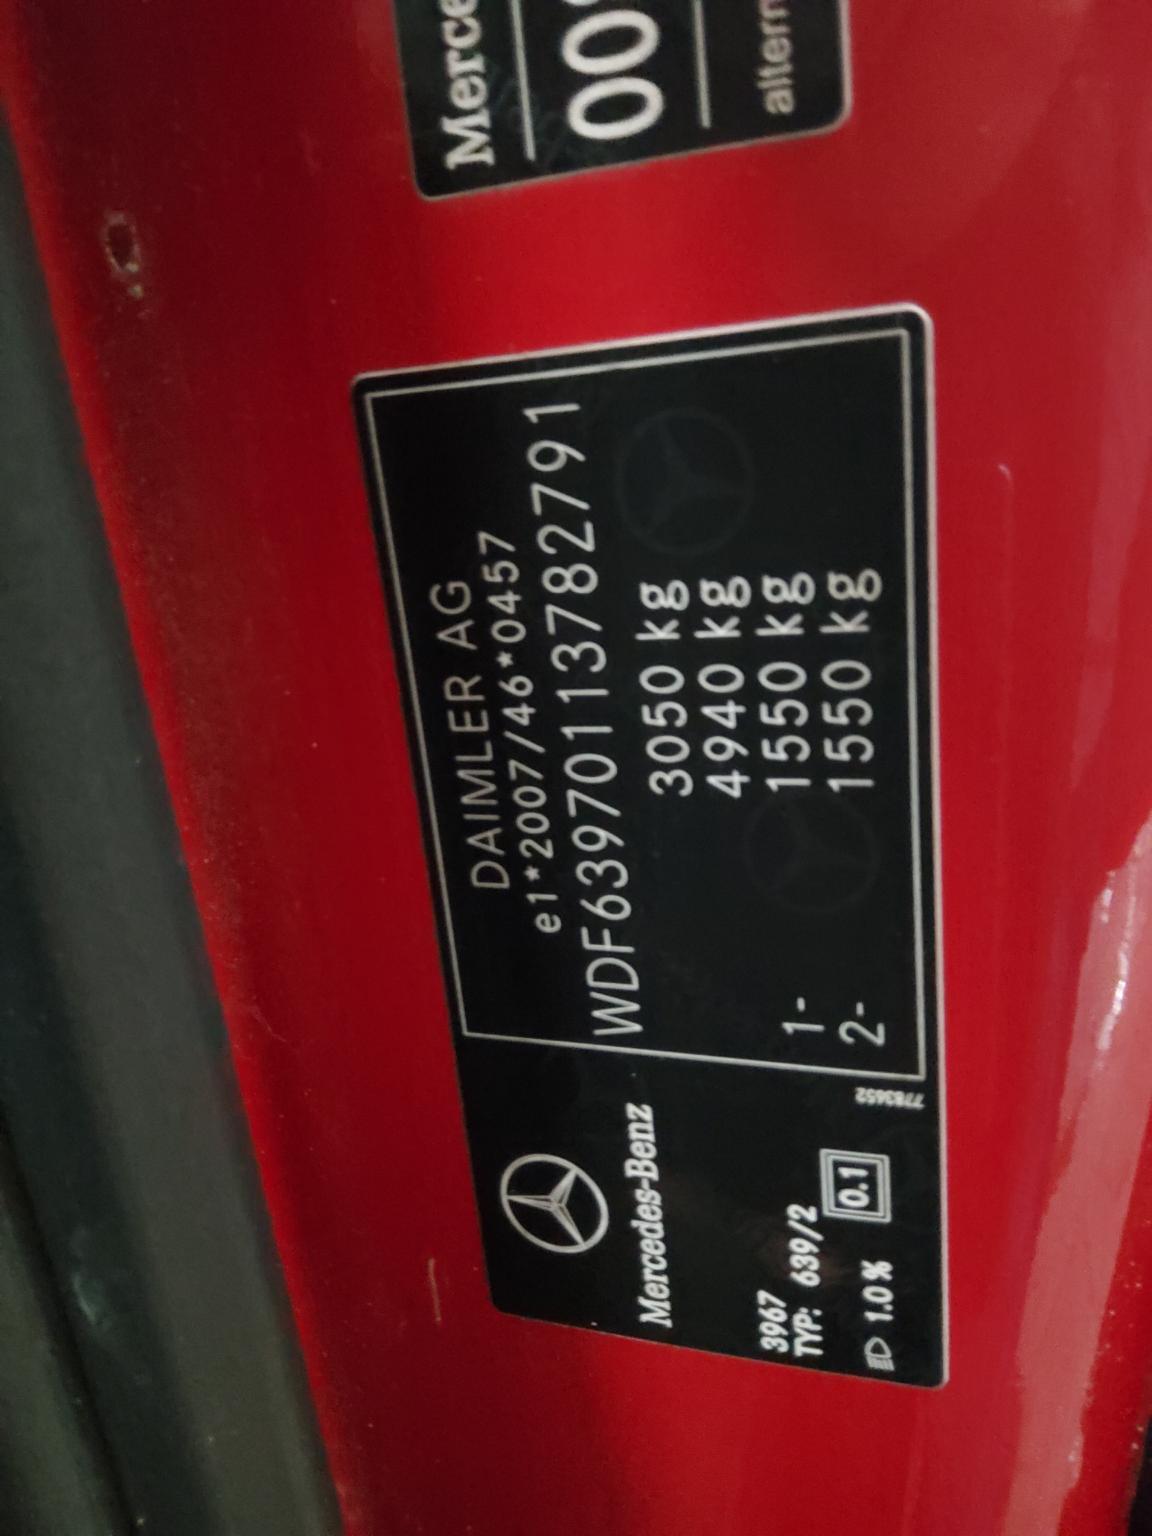 Mercedes-Benz
3967
TYP: 639/2
1.0% 0.1
7783652
DAIMLER AG
e1*2007/46*0457
WDF63970113782791
3050 kg
4940 kg
1- 1550 kg
2- 1550 kg